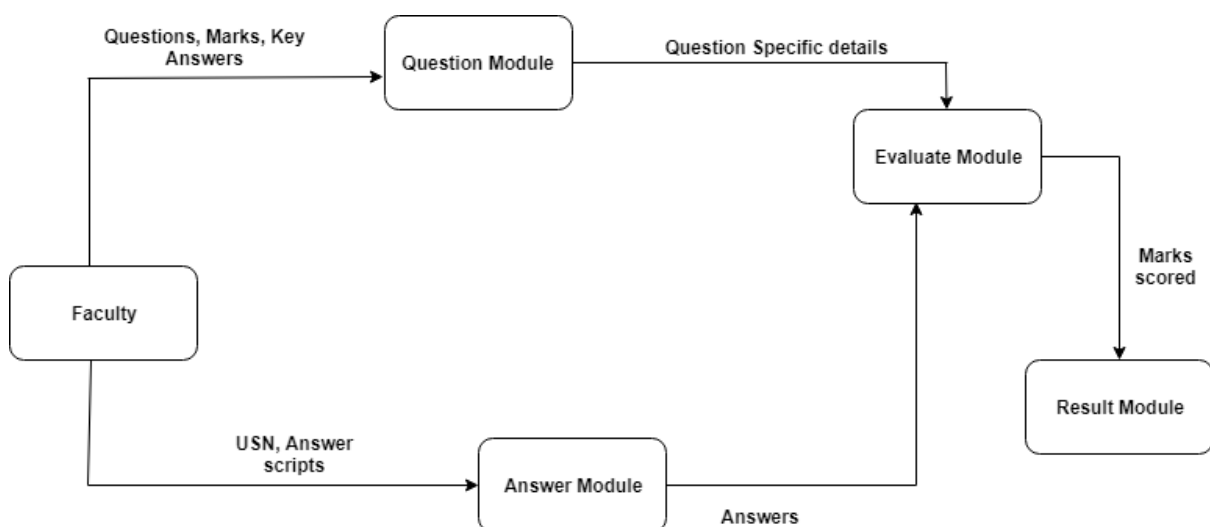 Questions, Marks, Key
Answers
Question Module
Question Specific details
Evaluate Module
Marks
scored
Faculty
Result Module
USN, Answer
scripts
Answer Module
Answers